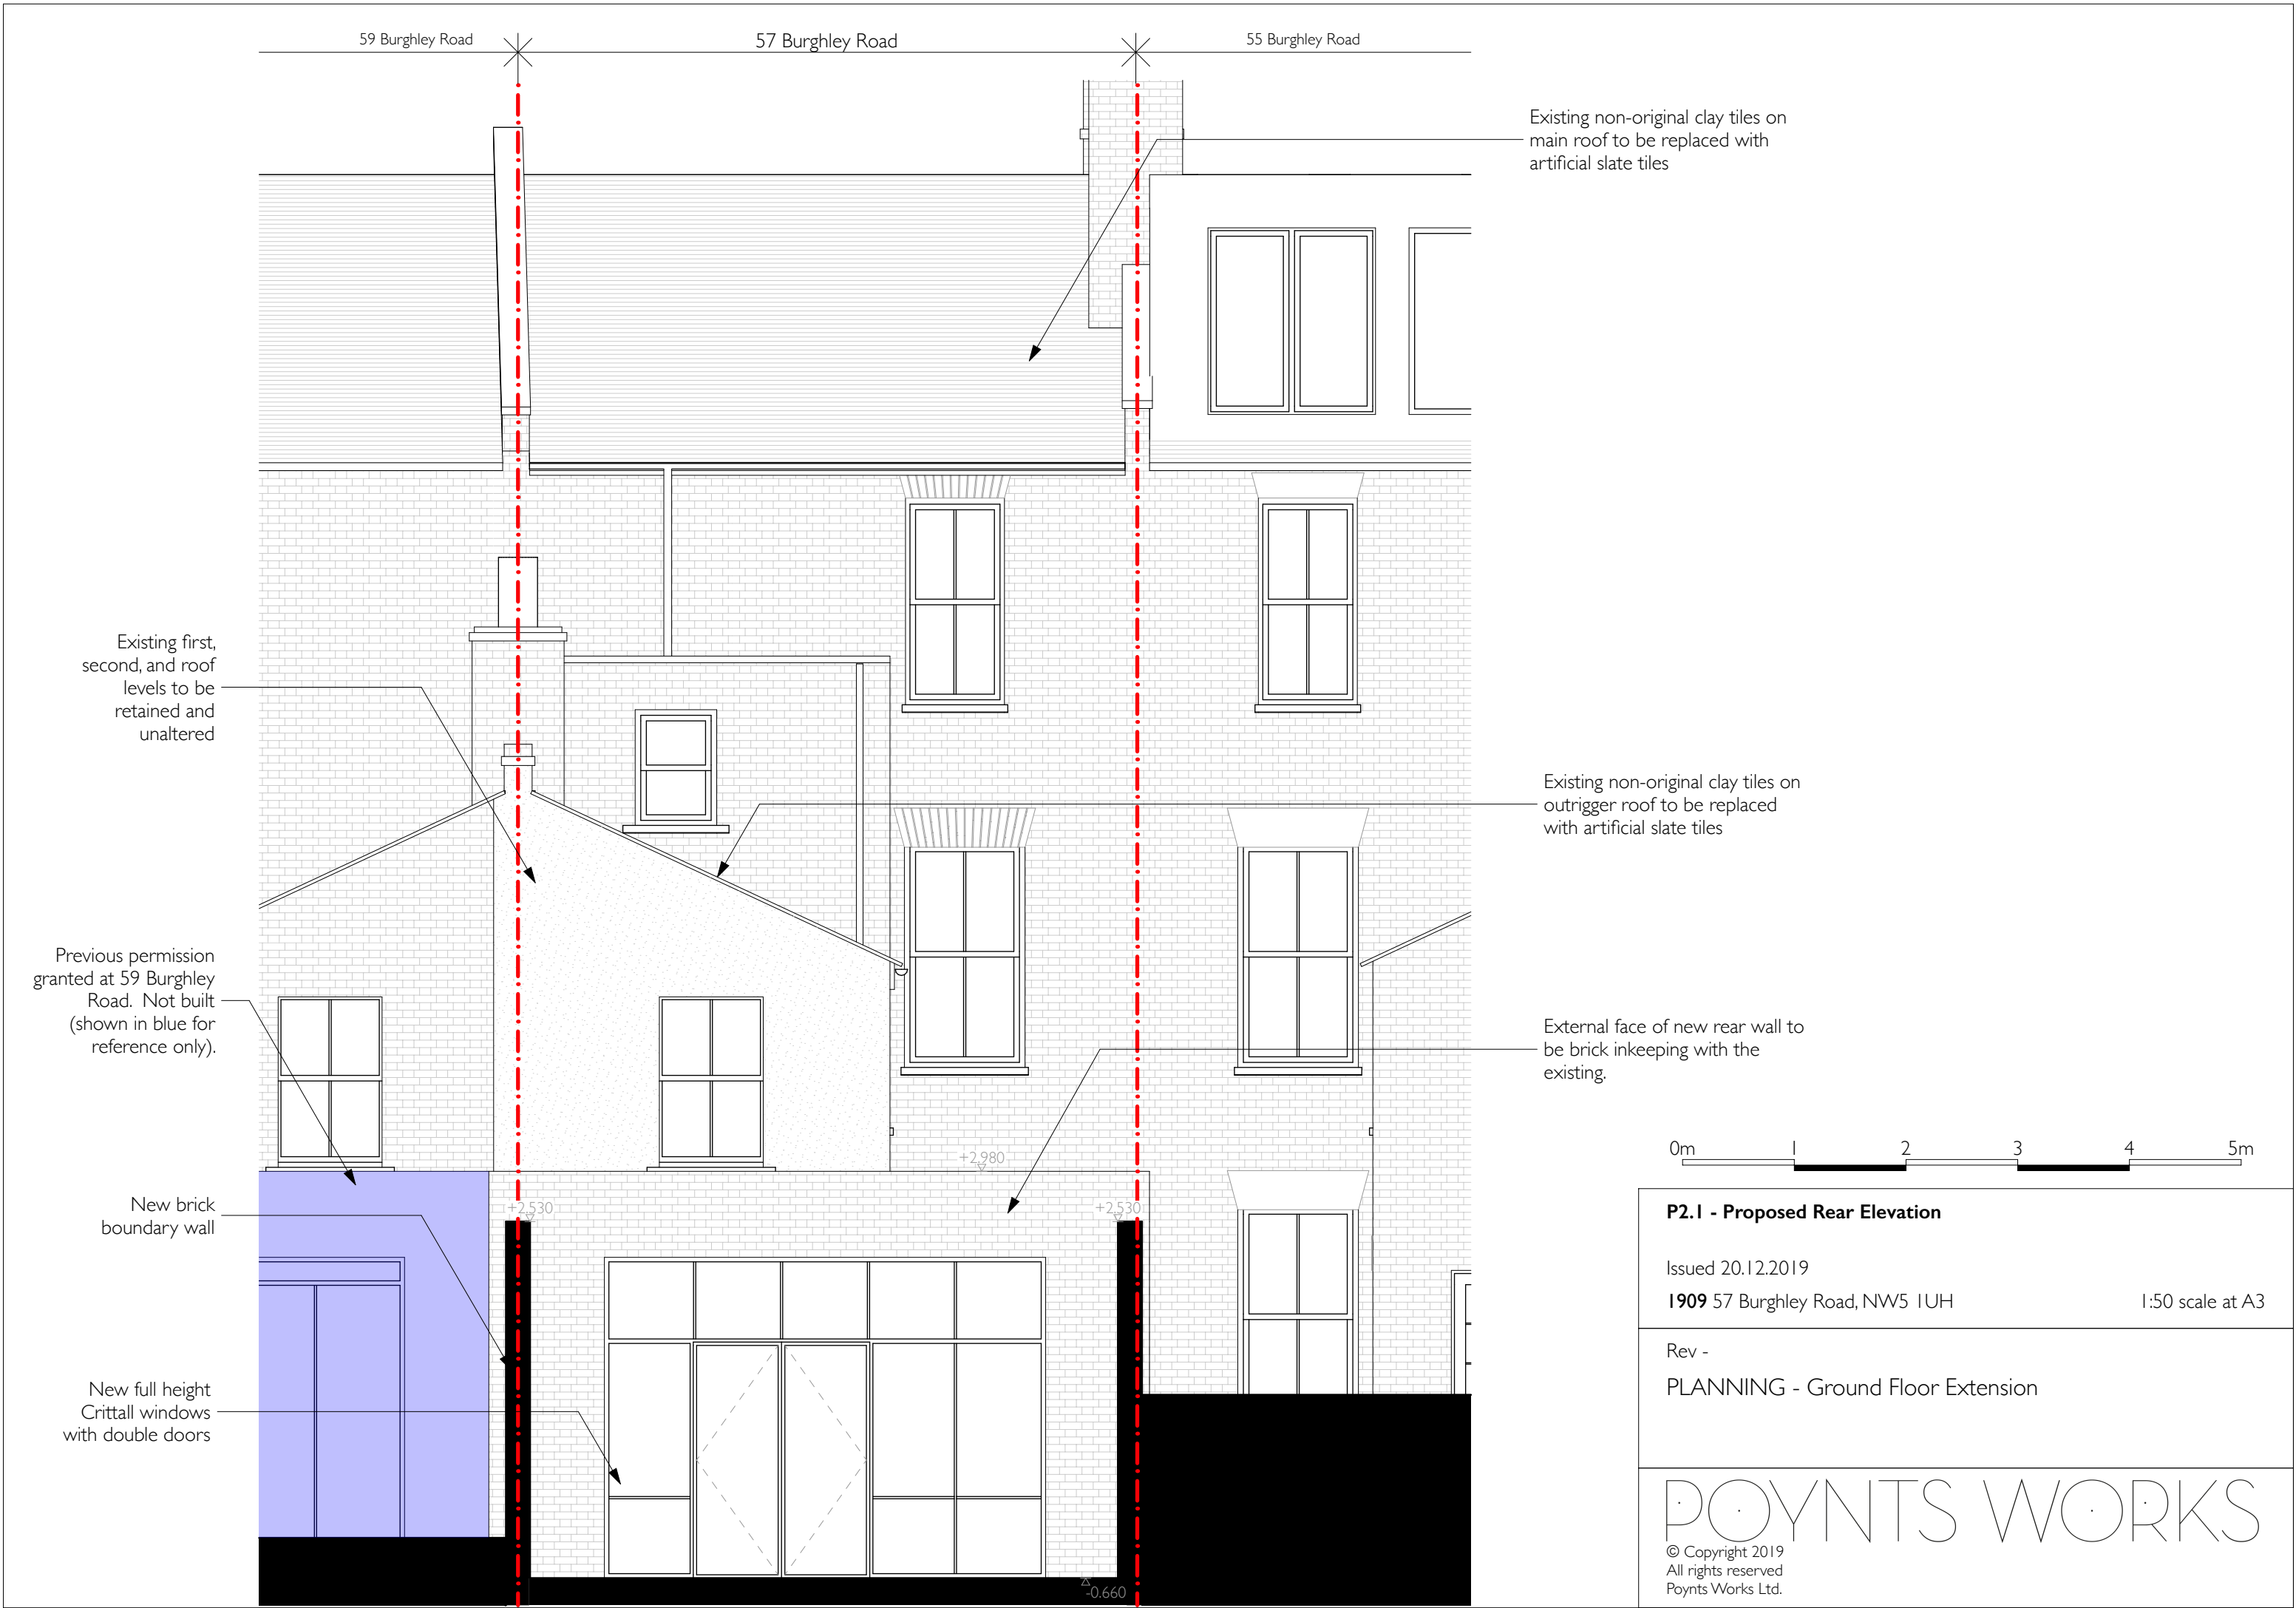 59 Burghley Road
57 Burghley Road
55 Burghley Road
Existing non-original clay tiles on
main roof to be replaced with
artificial slate tiles
Existing first,
second, and roof
levels to be
retained and
unaltered
Existing non-original clay tiles on
outrigger roof to be replaced
with artificial slate tiles
Previous permission
granted at 59 Burghley
Road. Not built
(shown in blue for
reference only).
External face of new rear wall to
be brick inkeeping with the
existing.
+2.980
New brick
boundary wall
+2.530
+2.530
New full height
Crittall windows
with double doors
-0.660
0m 1 2 3 4 5m
P2.1 - Proposed Rear Elevation
Issued 20.12.2019
1909 57 Burghley Road, NW5 1UH 1:50 scale at A3
Rev -
PLANNING - Ground Floor Extension
POYNTS WORKS
© Copyright 2019
All rights reserved
Poynts Works Ltd.